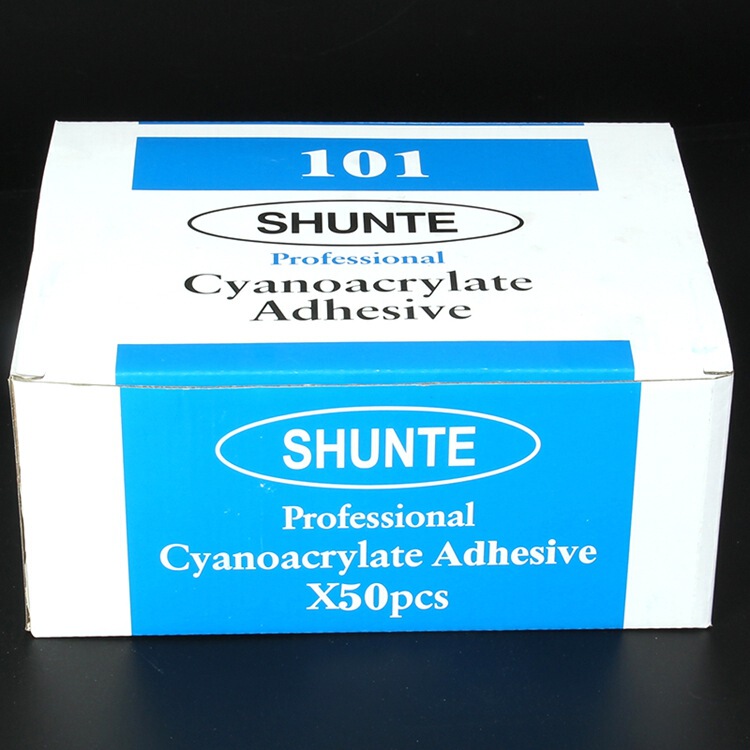 101
SHUNTE
Professional
Cyanoacrylate
Adhesive
SHUNTE
Professional
Cyanoacrylate Adhesive
X50pcs